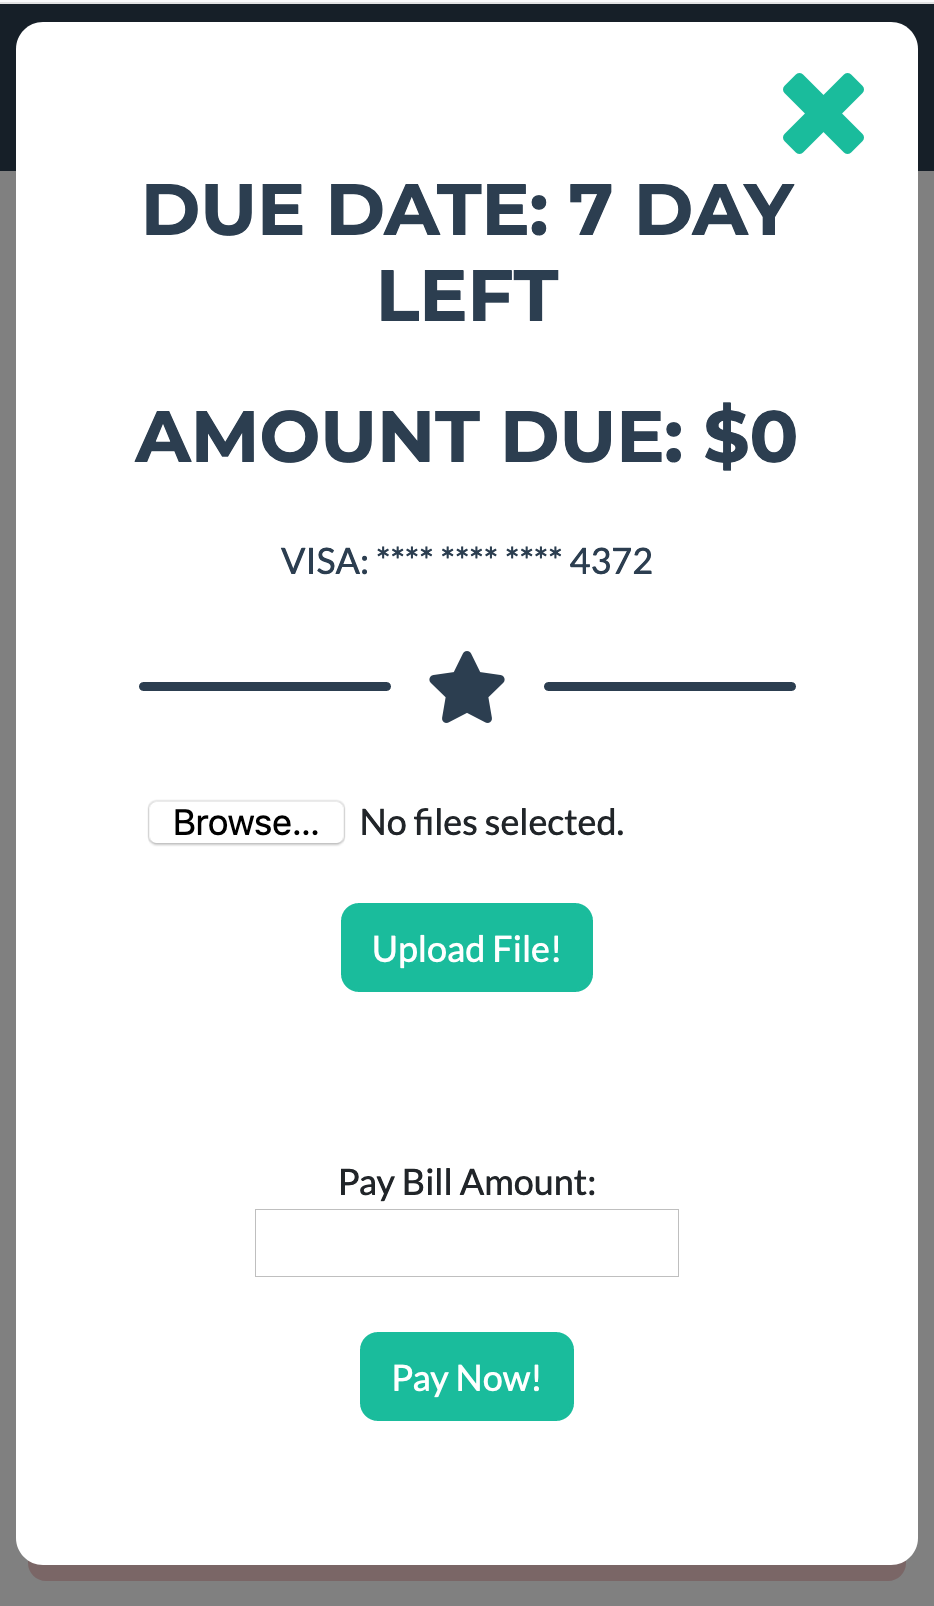 DUE DATE: 7 DAY
LEFT
AMOUNT DUE: $0
VISA: **** **** **** 4372
Browse... No files selected.
Upload File!
Pay Bill Amount:
Pay Now!